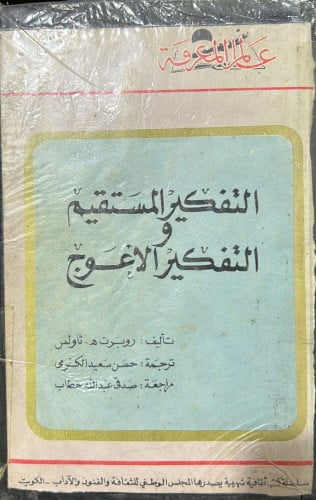 عالم المعرفة
التفكير المستقيم
و
التفكير الأعوج
تأليف: روبرت ه. ثاولس
ترجمة: حسن سعيد الكرمي
مراجعة: صدقي عبدالله حطاب
سلسلة كتب ثقافية شهرية يصدرها المجلس الوطني للثقافة والفنون والآداب - الكويت